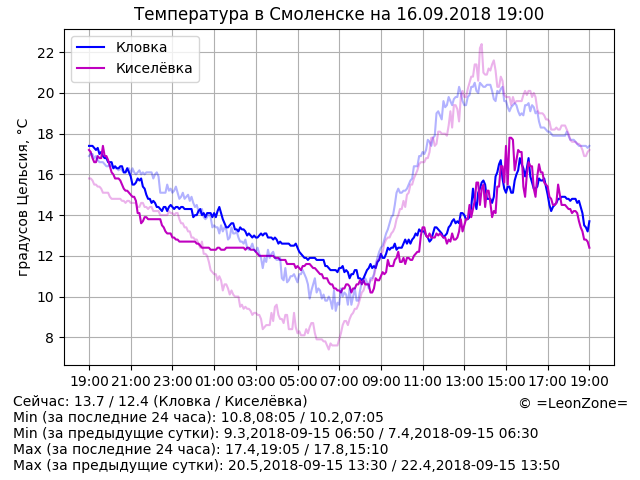 Температура в Смоленске на 16.09.2018 19:00
Кловка
Киселёвка
градусов Цельсия, °C
22
20
18
16
14
12
10
8
19:00 21:00 23:00 01:00 03:00 05:00 07:00 09:00 11:00 13:00 15:00 17:00 19:00
Сейчас: 13.7 / 12.4 (Кловка / Киселёвка)
© =LeonZone=
Min (за последние 24 часа): 10.8,08:05 / 10.2,07:05
Min (за предыдущие сутки): 9.3,2018-09-15 06:50 / 7.4,2018-09-15 06:30
Max (за последние 24 часа): 17.4,19:05 / 17.8,15:10
Max (за предыдущие сутки): 20.5,2018-09-15 13:30 / 22.4,2018-09-15 13:50